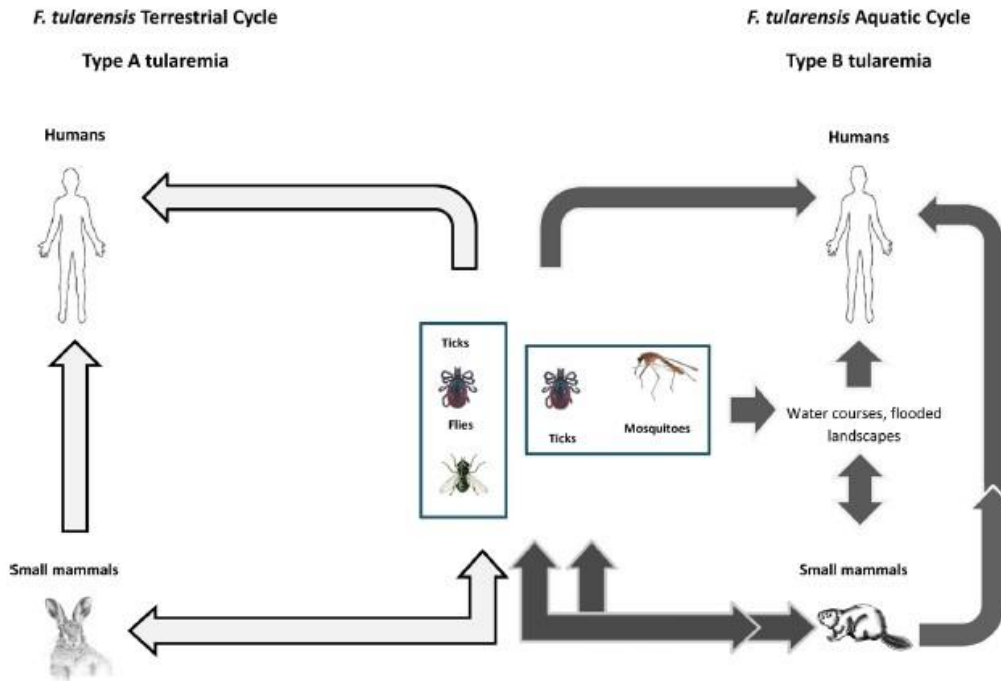 F. tularensis Terrestrial Cycle
Type A tularemia
F. tularensis Aquatic Cycle
Type B tularemia
Humans
Humans
Ticks
Flies
Ticks
Mosquitoes
Water courses, flooded
landscapes
Small mammals
Small mammals